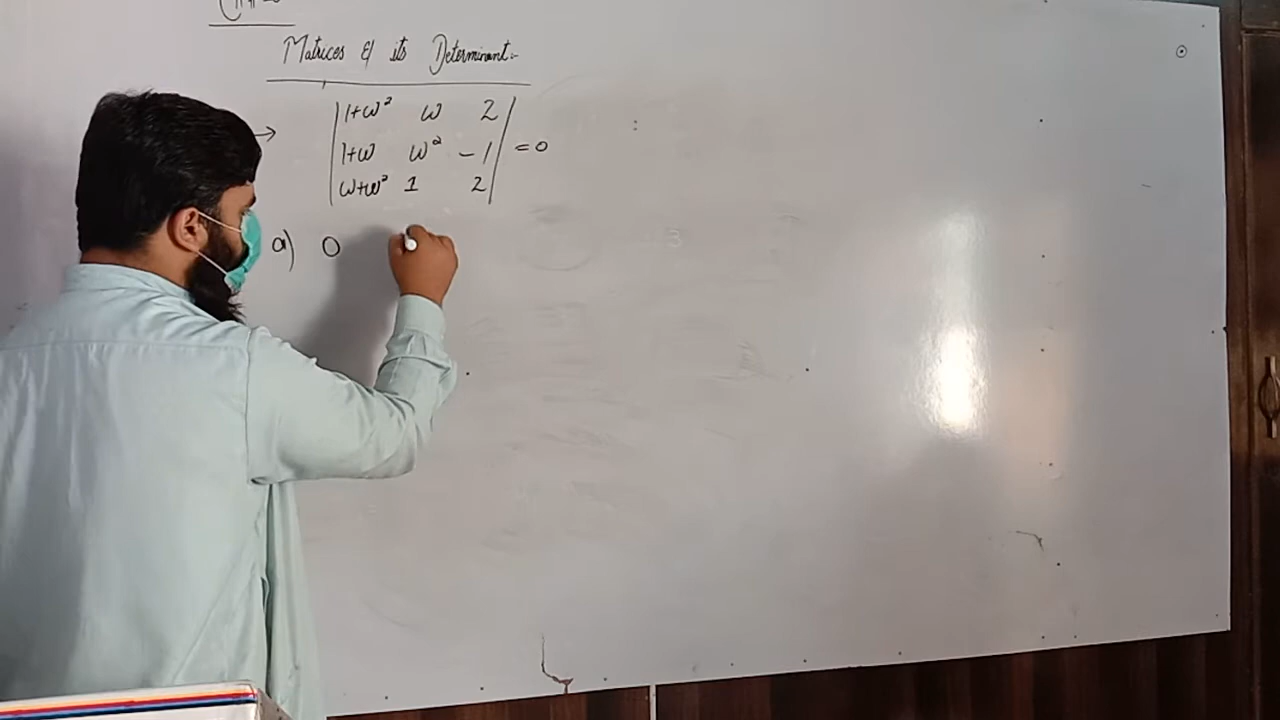 Matrices & its Determinant:-
→ |1+ω² ω 2|
|1+ω ω² -1| = 0
|ω+ω² 1 2|
a) 0